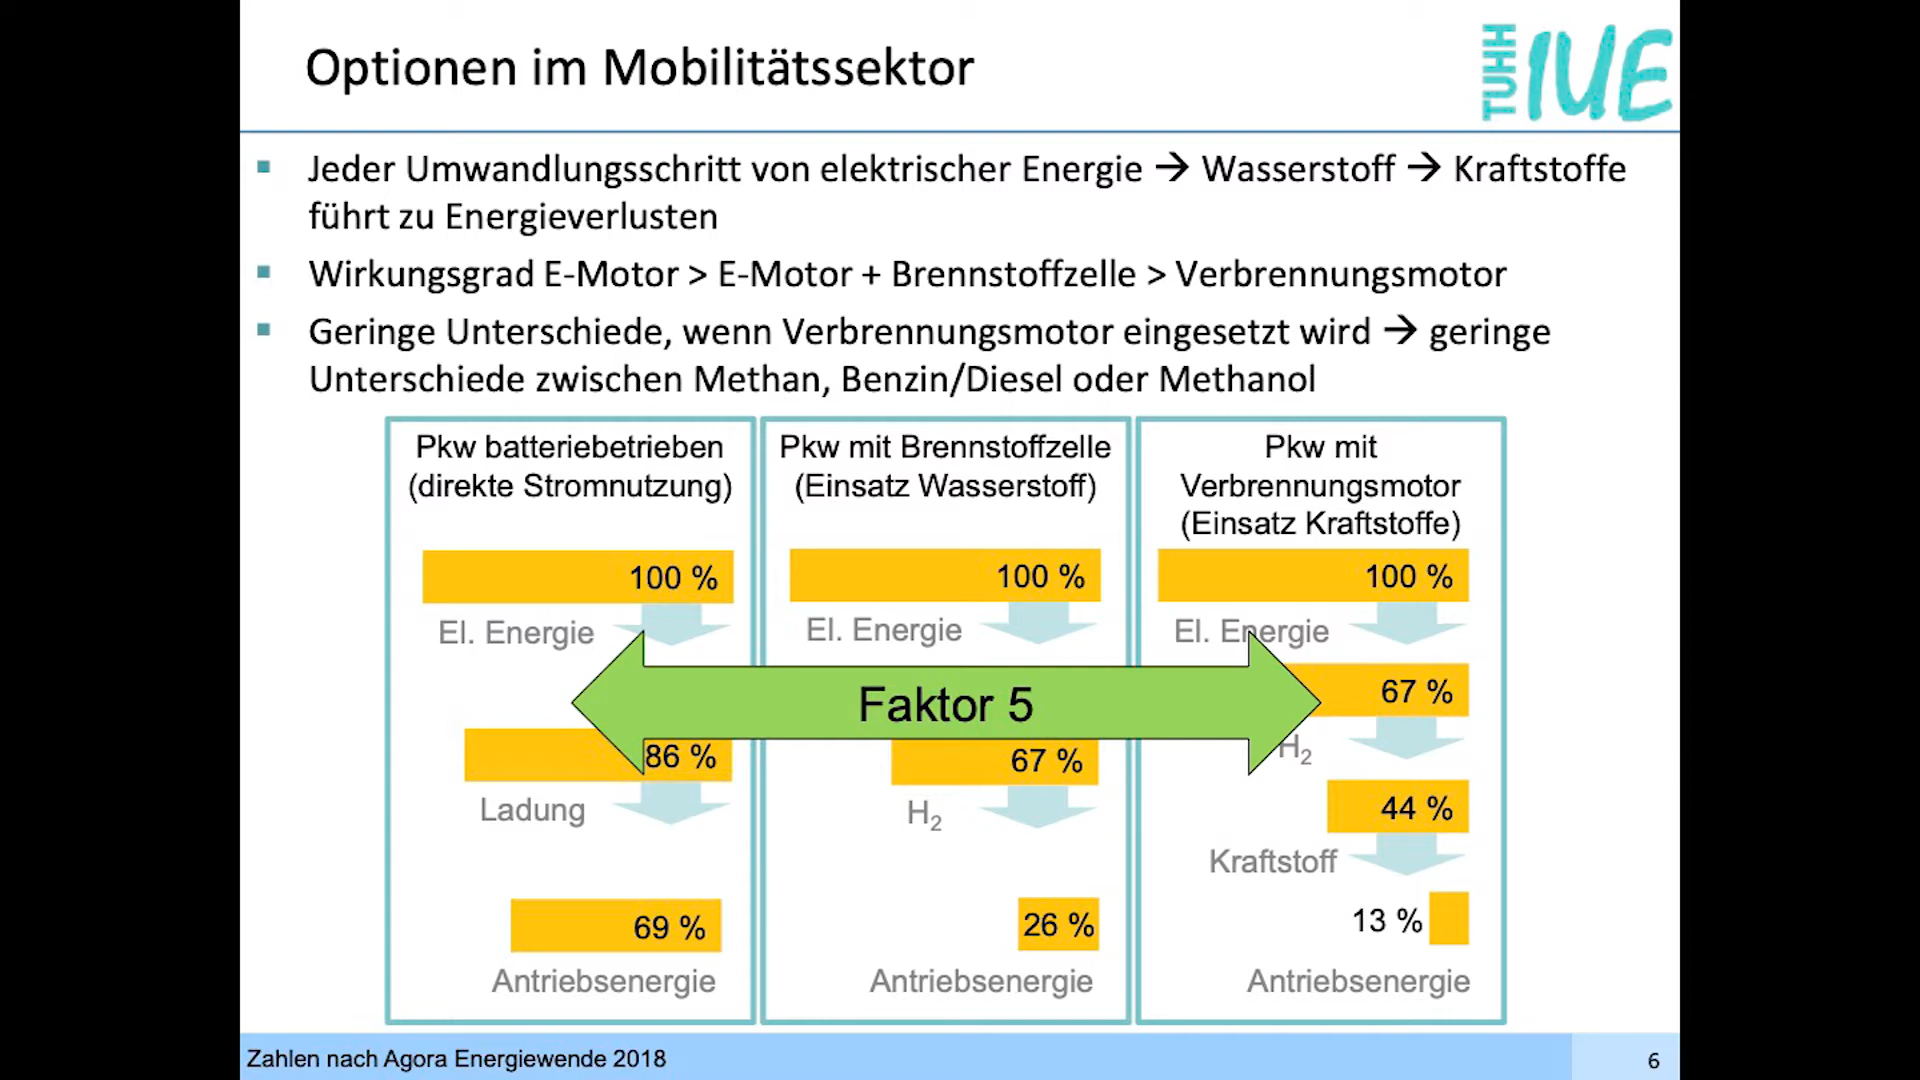 Optionen im Mobilitätssektor
TUHH
IUE
Jeder Umwandlungsschritt von elektrischer Energie → Wasserstoff → Kraftstoffe
führt zu Energieverlusten
Wirkungsgrad E-Motor > E-Motor + Brennstoffzelle > Verbrennungsmotor
Geringe Unterschiede, wenn Verbrennungsmotor eingesetzt wird → geringe
Unterschiede zwischen Methan, Benzin/Diesel oder Methanol
Pkw batteriebetrieben
(direkte Stromnutzung)
100 %
El. Energie
86 %
Ladung
69 %
Antriebsenergie
Pkw mit Brennstoffzelle
(Einsatz Wasserstoff)
100 %
El. Energie
Faktor 5
67 %
H₂
26 %
Antriebsenergie
Pkw mit
Verbrennungsmotor
(Einsatz Kraftstoffe)
100 %
El. Energie
67 %
H₂
44 %
Kraftstoff
13 %
Antriebsenergie
Zahlen nach Agora Energiewende 2018
6